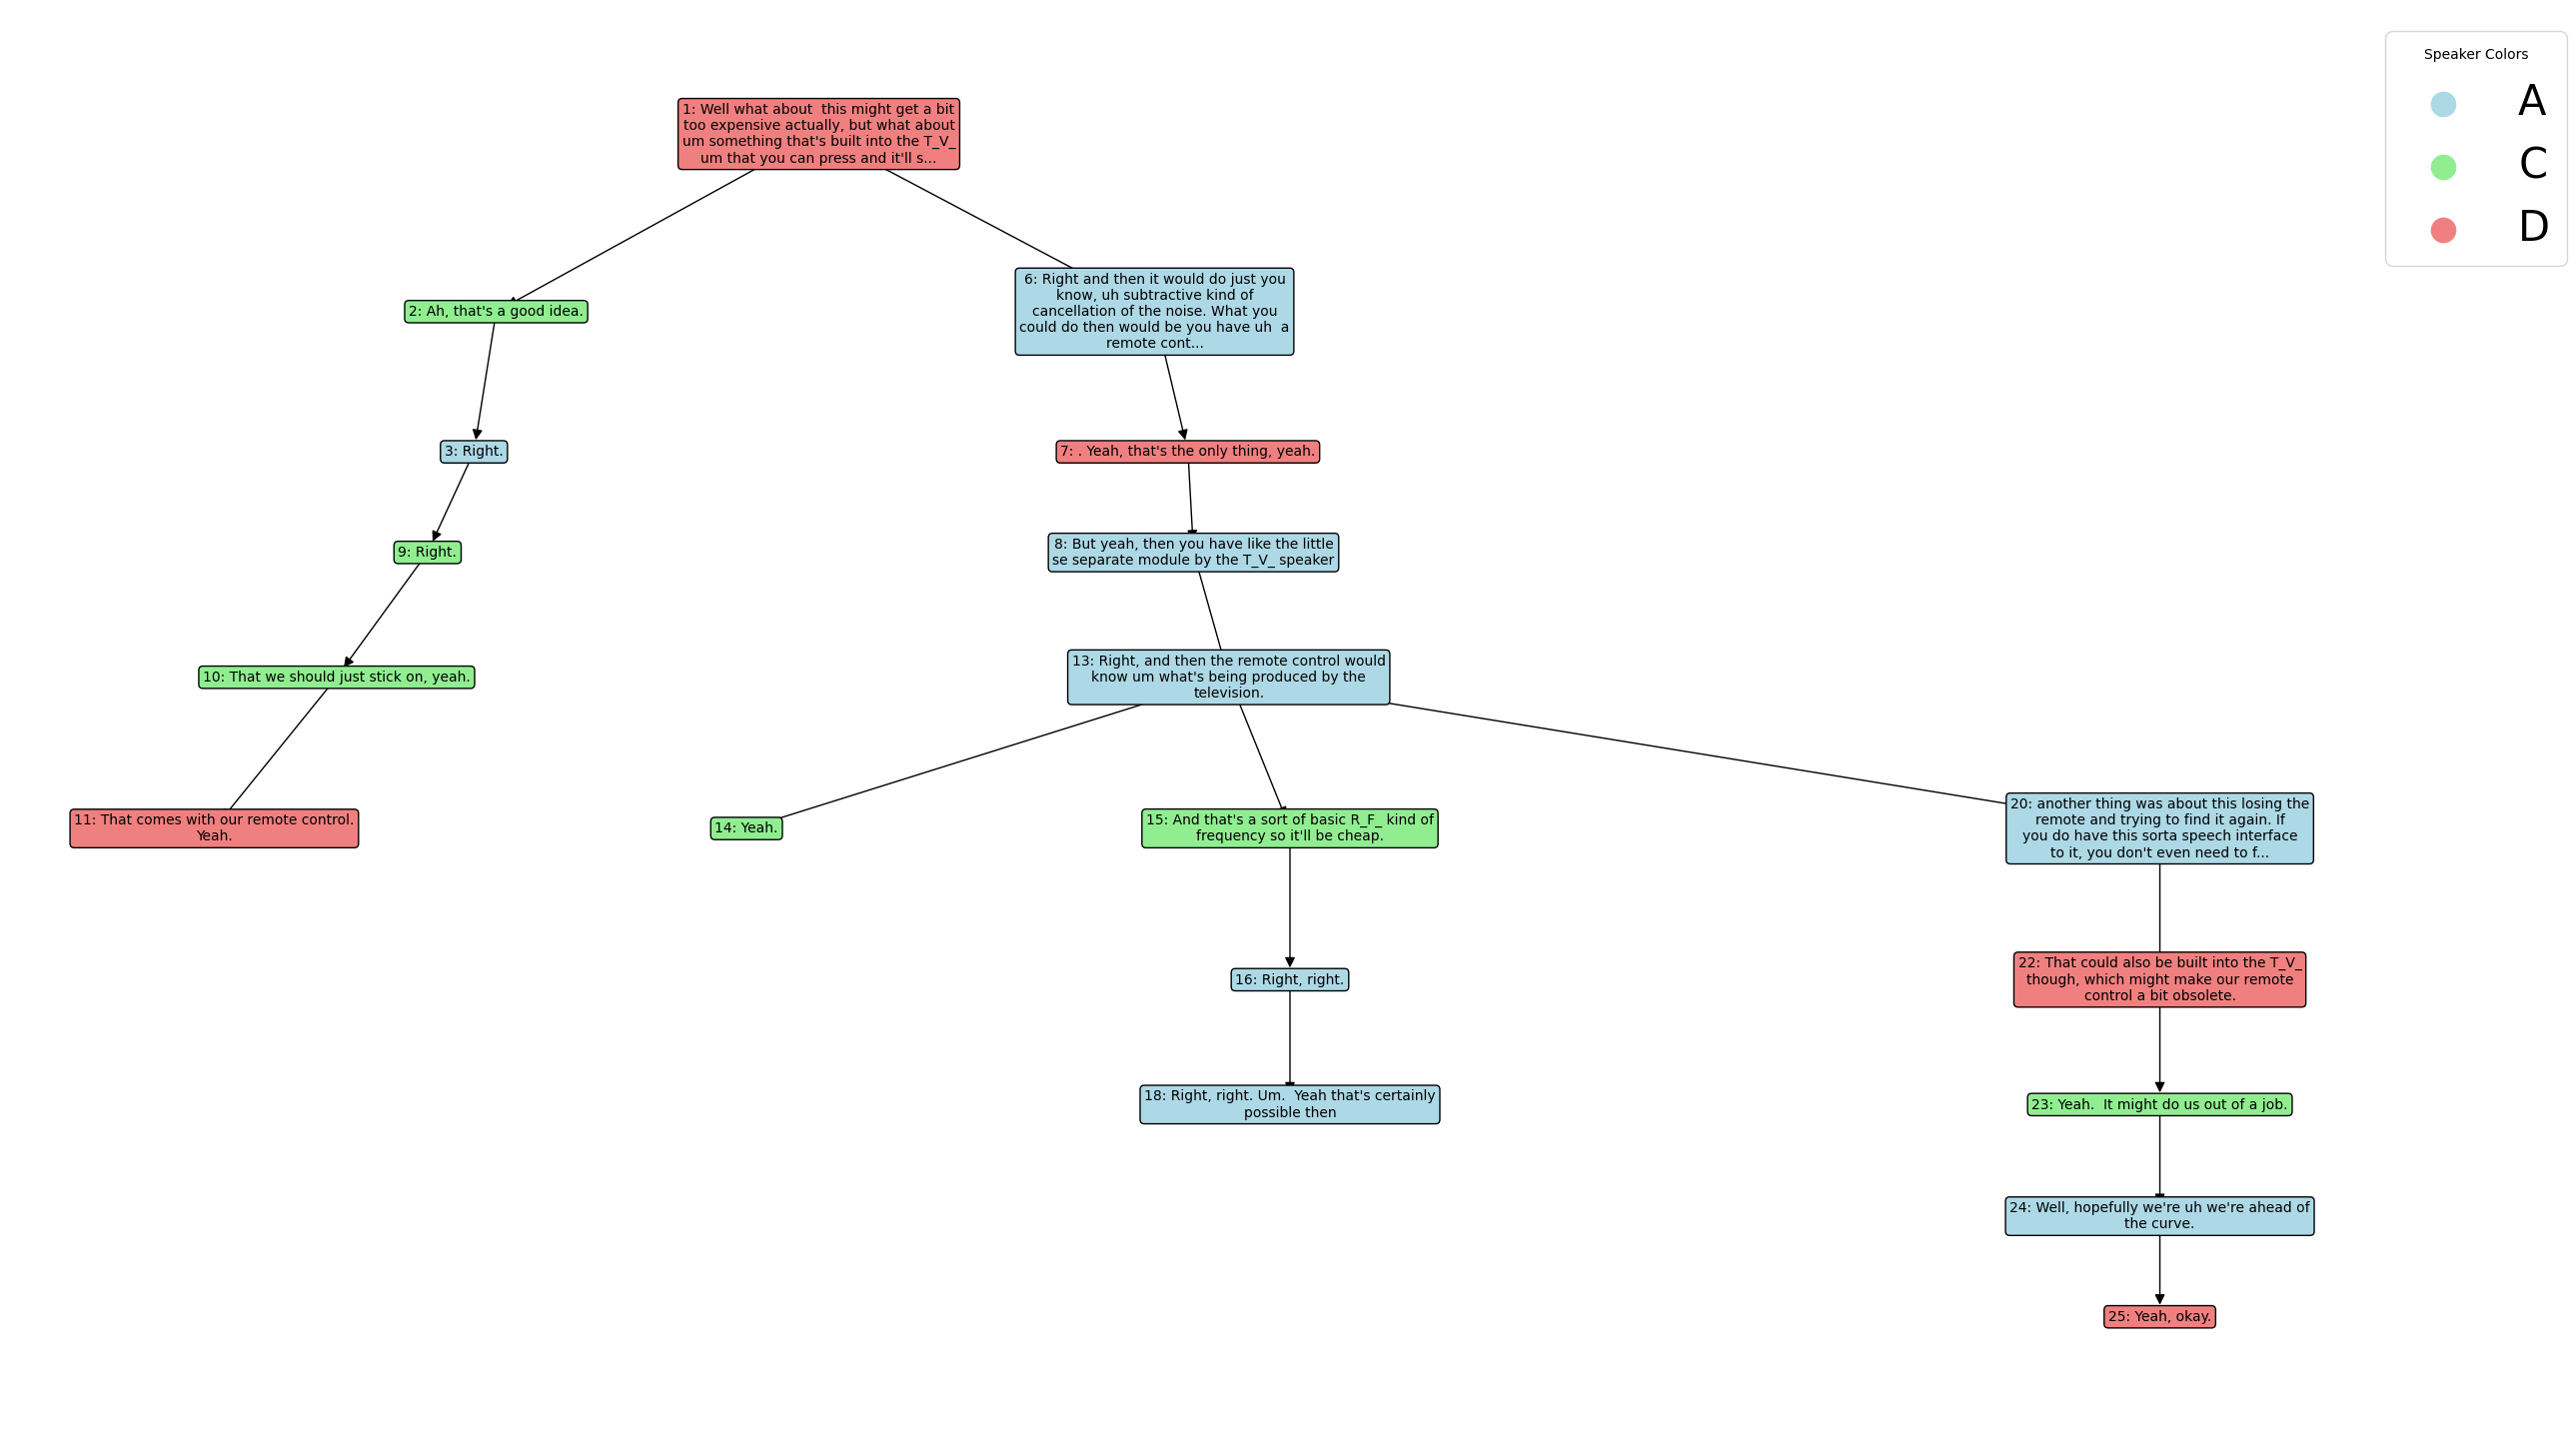 Speaker Colors
A
C
D
1: Well what about  this might get a bit
too expensive actually, but what about
um something that's built into the T_V_
um that you can press and it'll s...
2: Ah, that's a good idea.
6: Right and then it would do just you
know, uh subtractive kind of
cancellation of the noise. What you
could do then would be you have uh  a
remote cont...
3: Right.
7: . Yeah, that's the only thing, yeah.
9: Right.
8: But yeah, then you have like the little
se separate module by the T_V_ speaker
10: That we should just stick on, yeah.
13: Right, and then the remote control would
know um what's being produced by the
television.
11: That comes with our remote control.
Yeah.
14: Yeah.
15: And that's a sort of basic R_F_ kind of
frequency so it'll be cheap.
20: another thing was about this losing the
remote and trying to find it again. If
you do have this sorta speech interface
to it, you don't even need to f...
16: Right, right.
22: That could also be built into the T_V_
though, which might make our remote
control a bit obsolete.
18: Right, right. Um.  Yeah that's certainly
possible then
23: Yeah.  It might do us out of a job.
24: Well, hopefully we're uh we're ahead of
the curve.
25: Yeah, okay.